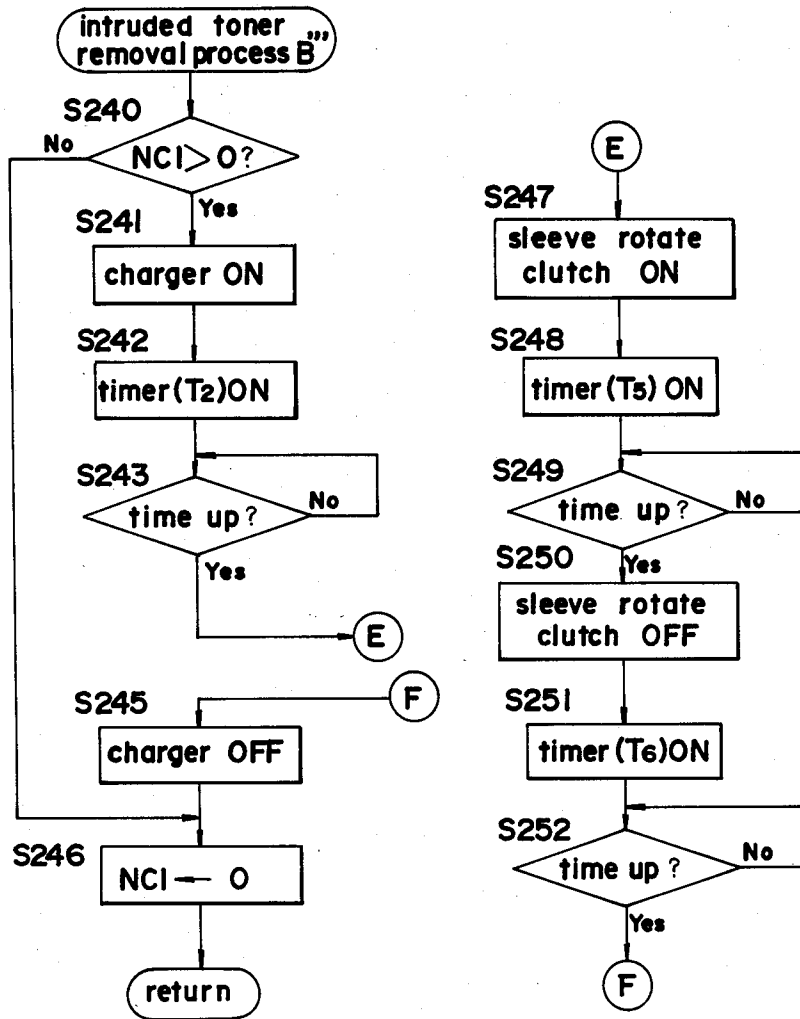 intruded toner
removal process B'''
S240
No
NCI>0?
Yes
S241
charger ON
S242
timer(T2)ON
S243
time up?
No
Yes
E
F
S245
charger OFF
S246
NCI ← 0
return
E
S247
sleeve rotate
clutch ON
S248
timer(T5)ON
S249
time up?
No
Yes
S250
sleeve rotate
clutch OFF
S251
timer(T6)ON
S252
time up?
No
Yes
F